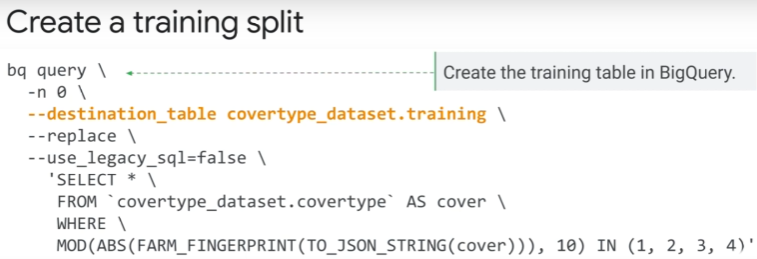 Create a training split
bq query \
Create the training table in BigQuery.
-n 0 \
--destination_table covertype_dataset.training \
--replace \
--use_legacy_sql=false \
'SELECT * \
FROM `covertype_dataset.covertype` AS cover \
WHERE \
MOD(ABS(FARM_FINGERPRINT(TO_JSON_STRING(cover))), 10) IN (1, 2, 3, 4)'